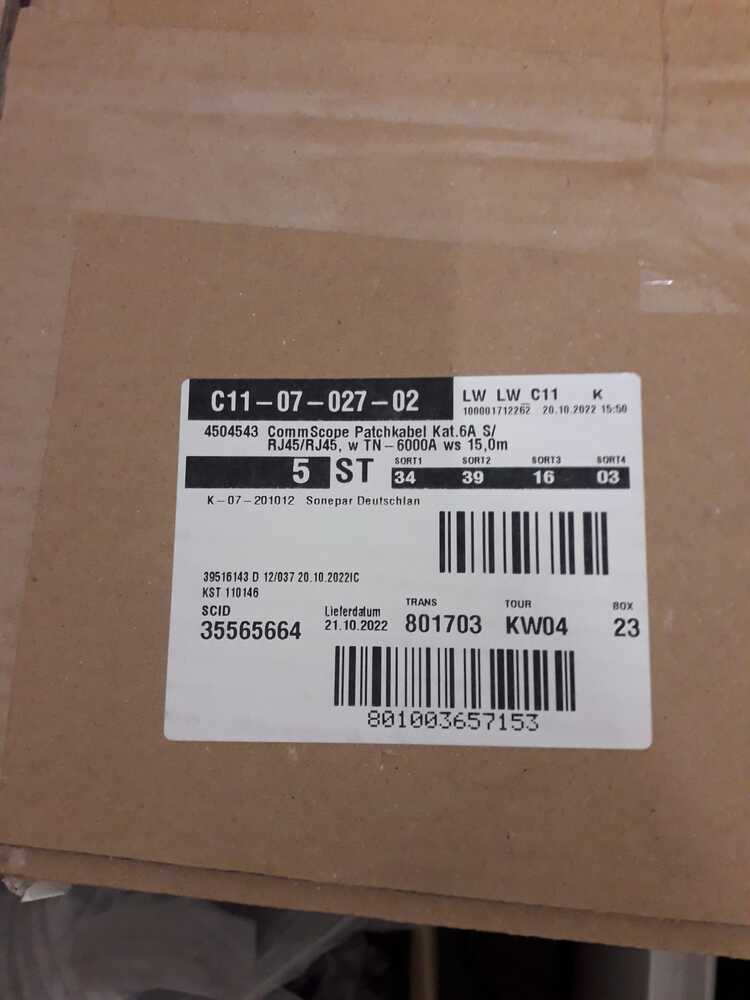 C11-07-027-02
LW LW_C11 K
100001712262 20.10.2022 15:50
4504543 CommScope Patchkabel Kat.6A S/
RJ45/RJ45, w TN-6000A ws 15,0m
5 ST
SORT1 SORT2 SORT3 SORT4
34 39 16 03
K-07-201012 Sonepar Deutschlan
39516143 D 12/037 20.10.2022IC
KST 110146
SCID Lieferdatum TRANS TOUR BOX
35565664 21.10.2022 801703 KW04 23
801003657153